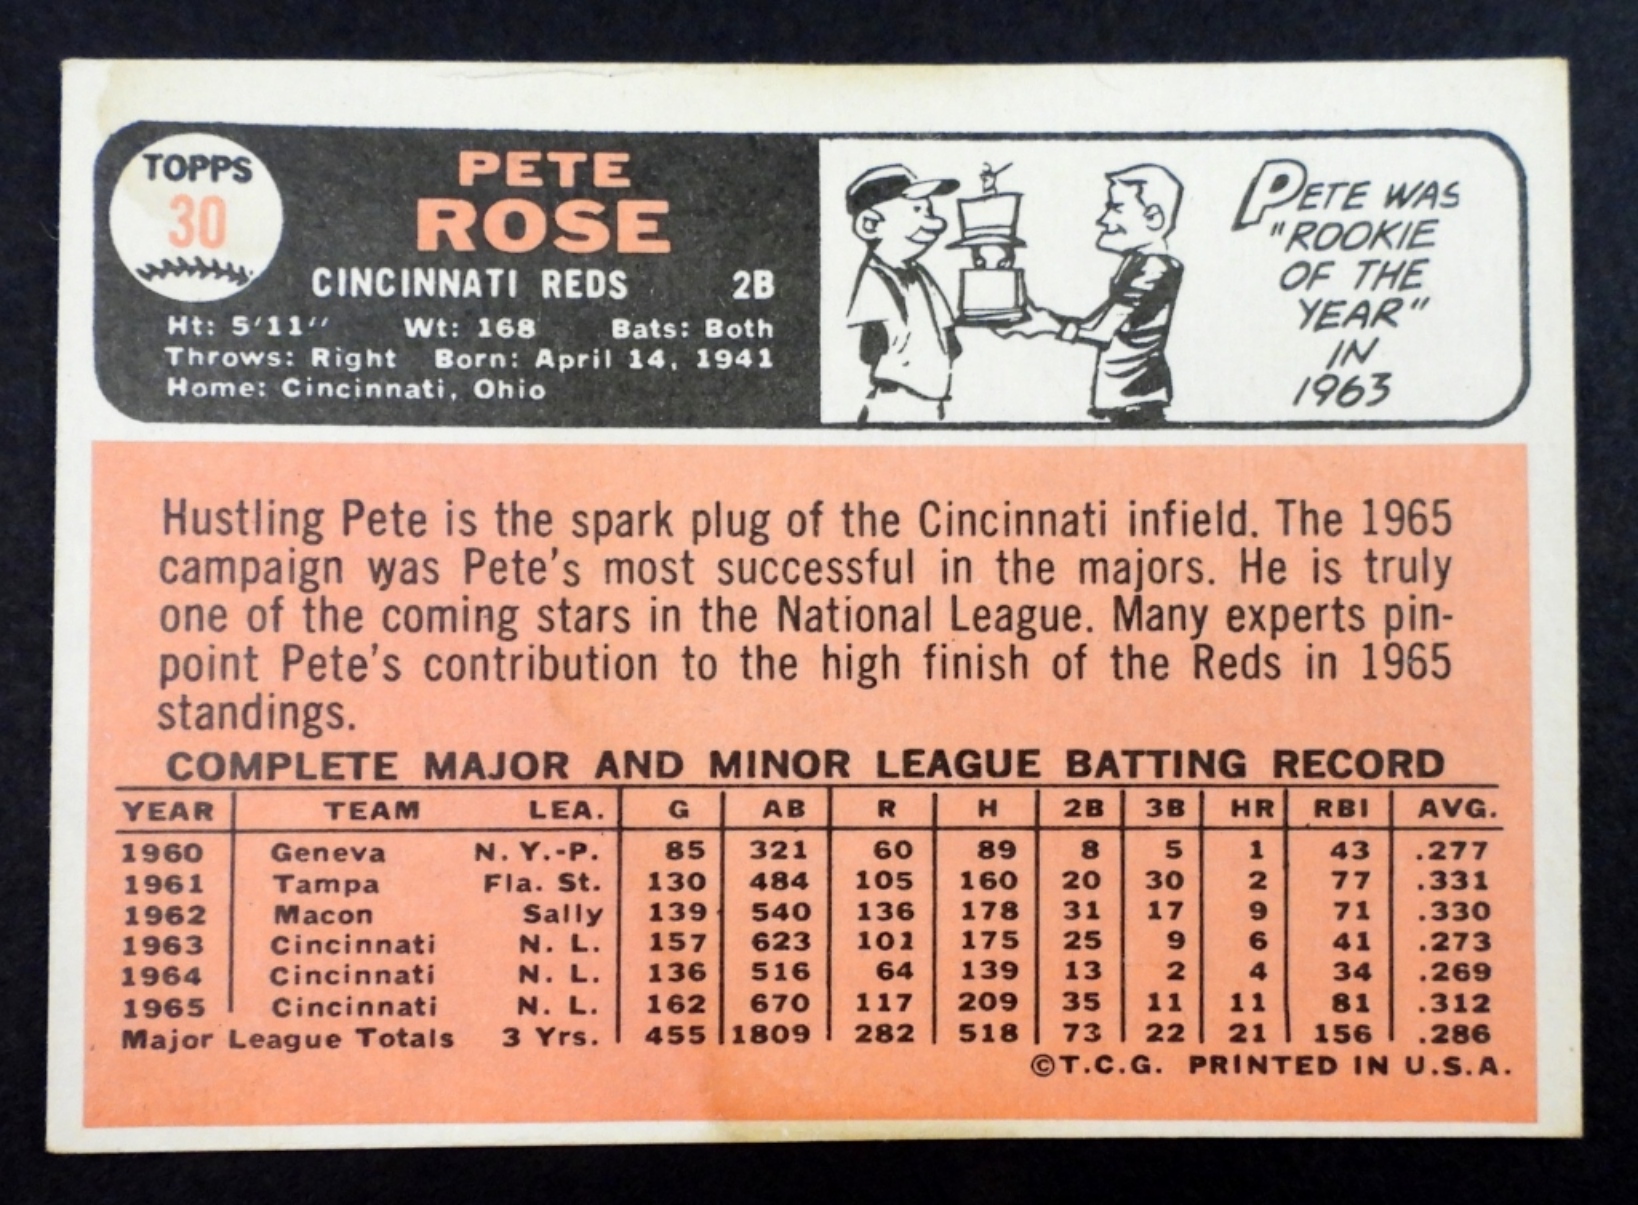 TOPPS
30
PETE
ROSE
CINCINNATI REDS 2B
Ht: 5'11" Wt: 168 Bats: Both
Throws: Right Born: April 14, 1941
Home: Cincinnati, Ohio
PETE WAS
"ROOKIE
OF THE
YEAR"
IN
1963
Hustling Pete is the spark plug of the Cincinnati infield. The 1965
campaign was Pete's most successful in the majors. He is truly
one of the coming stars in the National League. Many experts pin-
point Pete's contribution to the high finish of the Reds in 1965
standings.
COMPLETE MAJOR AND MINOR LEAGUE BATTING RECORD
YEAR TEAM LEA. G AB R H 2B 3B HR RBI AVG.
1960 Geneva N. Y.-P. 85 321 60 89 8 5 1 43 .277
1961 Tampa Fla. St. 130 484 105 160 20 30 2 77 .331
1962 Macon Sally 139 540 136 178 31 17 9 71 .330
1963 Cincinnati N. L. 157 623 101 175 25 9 6 41 .273
1964 Cincinnati N. L. 136 516 64 139 13 2 4 34 .269
1965 Cincinnati N. L. 162 670 117 209 35 11 11 81 .312
Major League Totals 3 Yrs. 455 1809 282 518 73 22 21 156 .286
©T.C.G. PRINTED IN U.S.A.